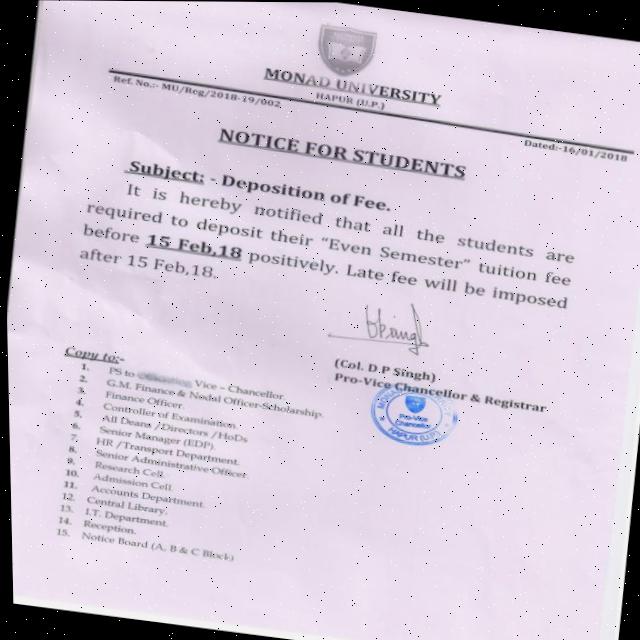 MONAD UNIVERSITY
HAPUR (U.P.)
Ref. No.:- MU/Reg/2018-19/002
Dated:-16/01/2018
NOTICE FOR STUDENTS
Subject: - Deposition of Fee.
It is hereby notified that all the students are
required to deposit their "Even Semester" tuition fee
before 15 Feb,18 positively. Late fee will be imposed
after 15 Feb,18.
(Col. D.P Singh)
Pro-Vice Chancellor & Registrar
Pro-Vice
Chancellor
HAPUR (U.P.)
Copy to:-
1. PS to Vice – Chancellor
2. G.M. Finance & Nodal Officer-Scholarship.
3. Finance Officer.
4. Controller of Examination.
5. All Deans /Directors /HoDs
6. Senior Manager (EDP).
7. HR /Transport Department.
8. Senior Administrative Officer
9. Research Cell.
10. Admission Cell.
11. Accounts Department.
12. Central Library.
13. I.T. Department.
14. Reception.
15. Notice Board (A, B & C Block)